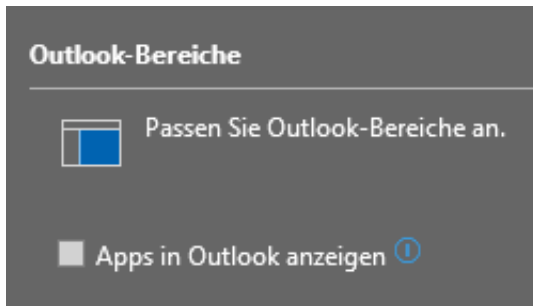 Outlook-Bereiche
Passen Sie Outlook-Bereiche an.
Apps in Outlook anzeigen